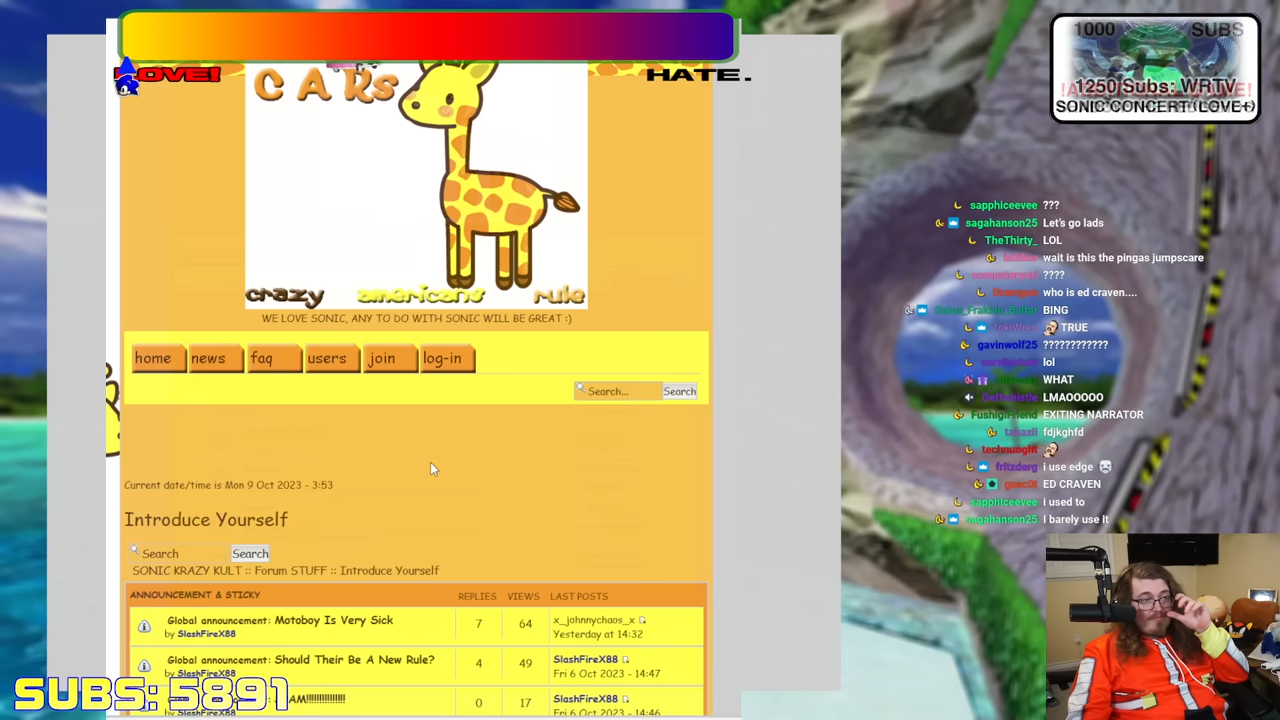 LOVE!
HATE.
C A Rs
crazy americans rule
WE LOVE SONIC, ANY TO DO WITH SONIC WILL BE GREAT :)
home news faq users join log-in
Search... Search
Current date/time is Mon 9 Oct 2023 - 3:53
Introduce Yourself
Search Search
SONIC KRAZY KULT :: Forum STUFF :: Introduce Yourself
ANNOUNCEMENT & STICKY REPLIES VIEWS LAST POSTS
Global announcement: Motoboy Is Very Sick 7 64 x_johnnychaos_x
by SlashFireX88 Yesterday at 14:32
Global announcement: Should Their Be A New Rule? 4 49 SlashFireX88
by SlashFireX88 Fri 6 Oct 2023 - 14:47
AM!!!!!!!!!!!!!!! 0 17 SlashFireX88
Fri 6 Oct 2023 - 14:46
SUBS: 5891
1000 SUBS
1250 Subs: WRTV
SONIC CONCERT (LOVE+)
sapphiceevee ???
sagahanson25 Let's go lads
TheThirty_ LOL
wait is this the pingas jumpscare
????
who is ed craven....
BING
TRUE
gavinwolf25 ????????????
lol
WHAT
LMAOOOOO
FushigiFriend EXITING NARRATOR
fdjkghfd
technuoght
fritzderg i use edge
ED CRAVEN
sapphiceevee i used to
sagahanson25 I barely use it